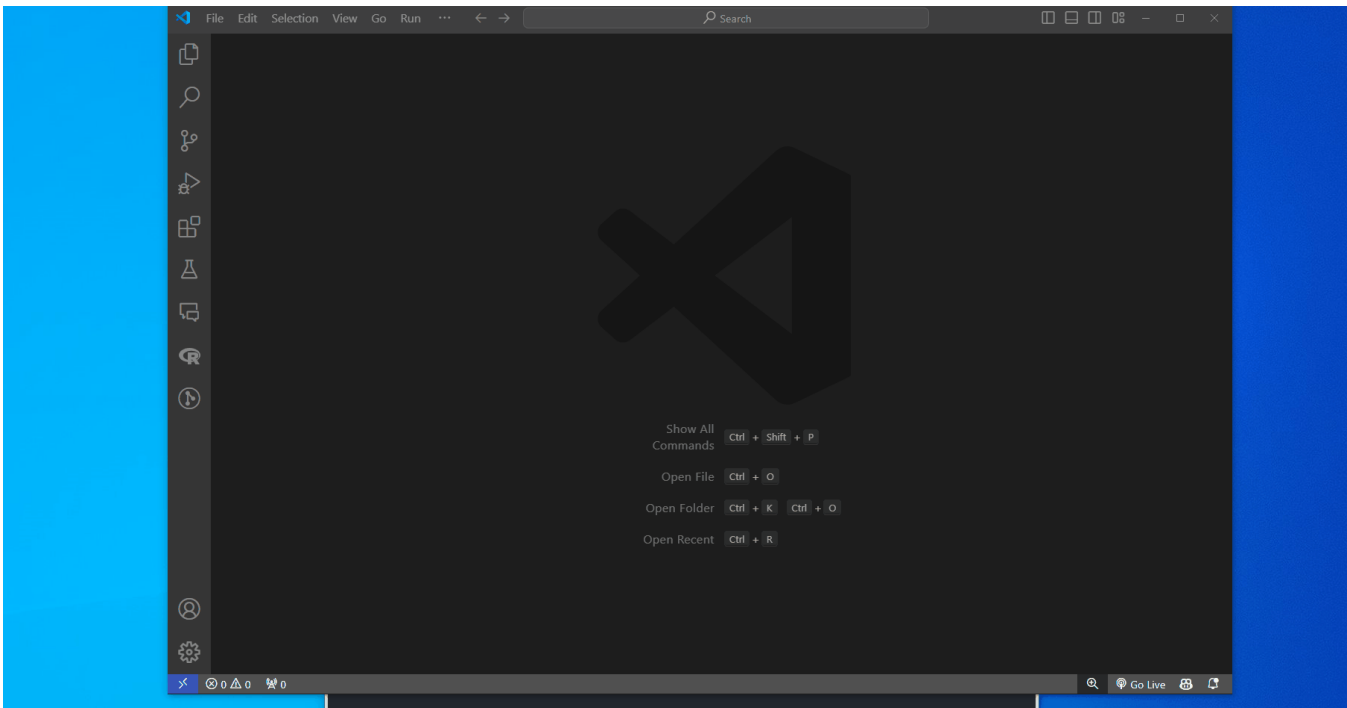 File Edit Selection View Go Run ··· ← → Search
Show All
Commands Ctrl + Shift + P
Open File Ctrl + O
Open Folder Ctrl + K Ctrl + O
Open Recent Ctrl + R
0 0 0 Go Live